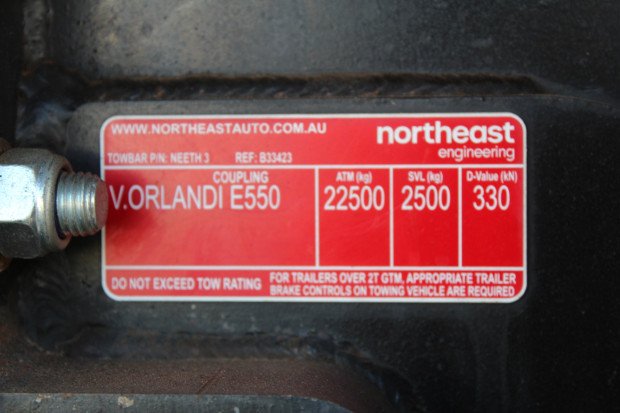 WWW.NORTHEASTAUTO.COM.AU
northeast
engineering
TOWBAR P/N: NEETH 3 REF: B33423
COUPLING ATM (kg) SVL (kg) D-Value (kN)
V.ORLANDI E550 22500 2500 330
DO NOT EXCEED TOW RATING
FOR TRAILERS OVER 2T GTM, APPROPRIATE TRAILER
BRAKE CONTROLS ON TOWING VEHICLE ARE REQUIRED